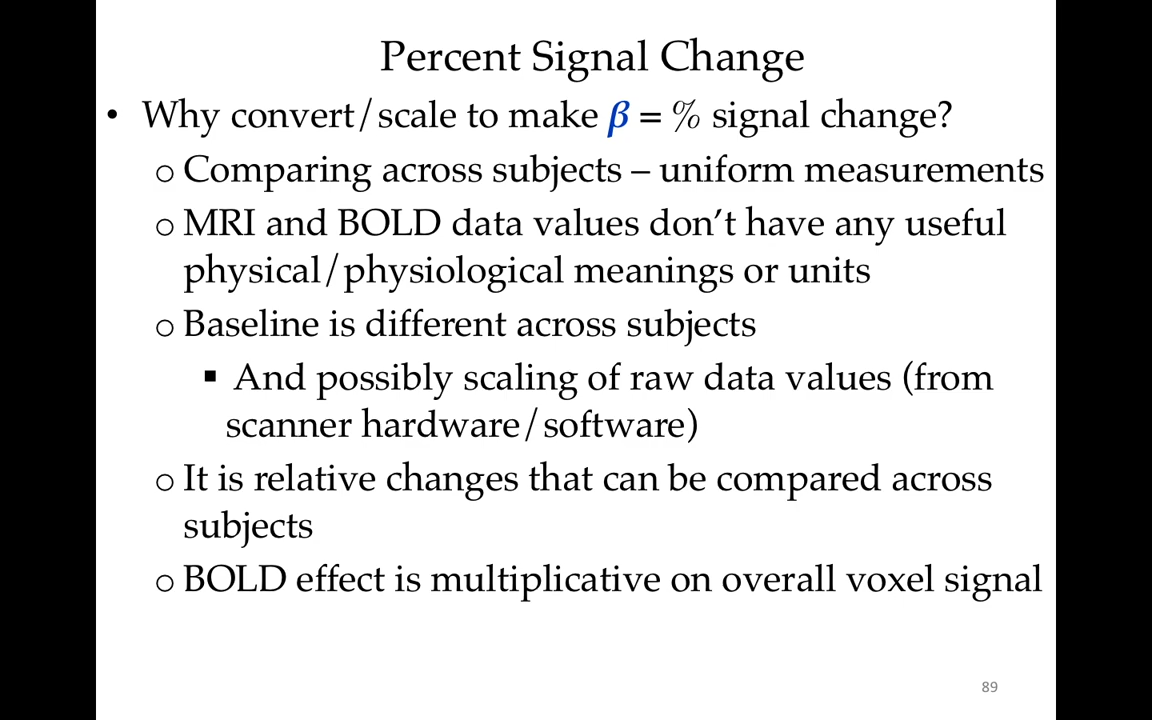 Percent Signal Change
• Why convert/scale to make β = % signal change?
o Comparing across subjects – uniform measurements
o MRI and BOLD data values don’t have any useful
physical/physiological meanings or units
o Baseline is different across subjects
▪ And possibly scaling of raw data values (from
scanner hardware/software)
o It is relative changes that can be compared across
subjects
o BOLD effect is multiplicative on overall voxel signal
89